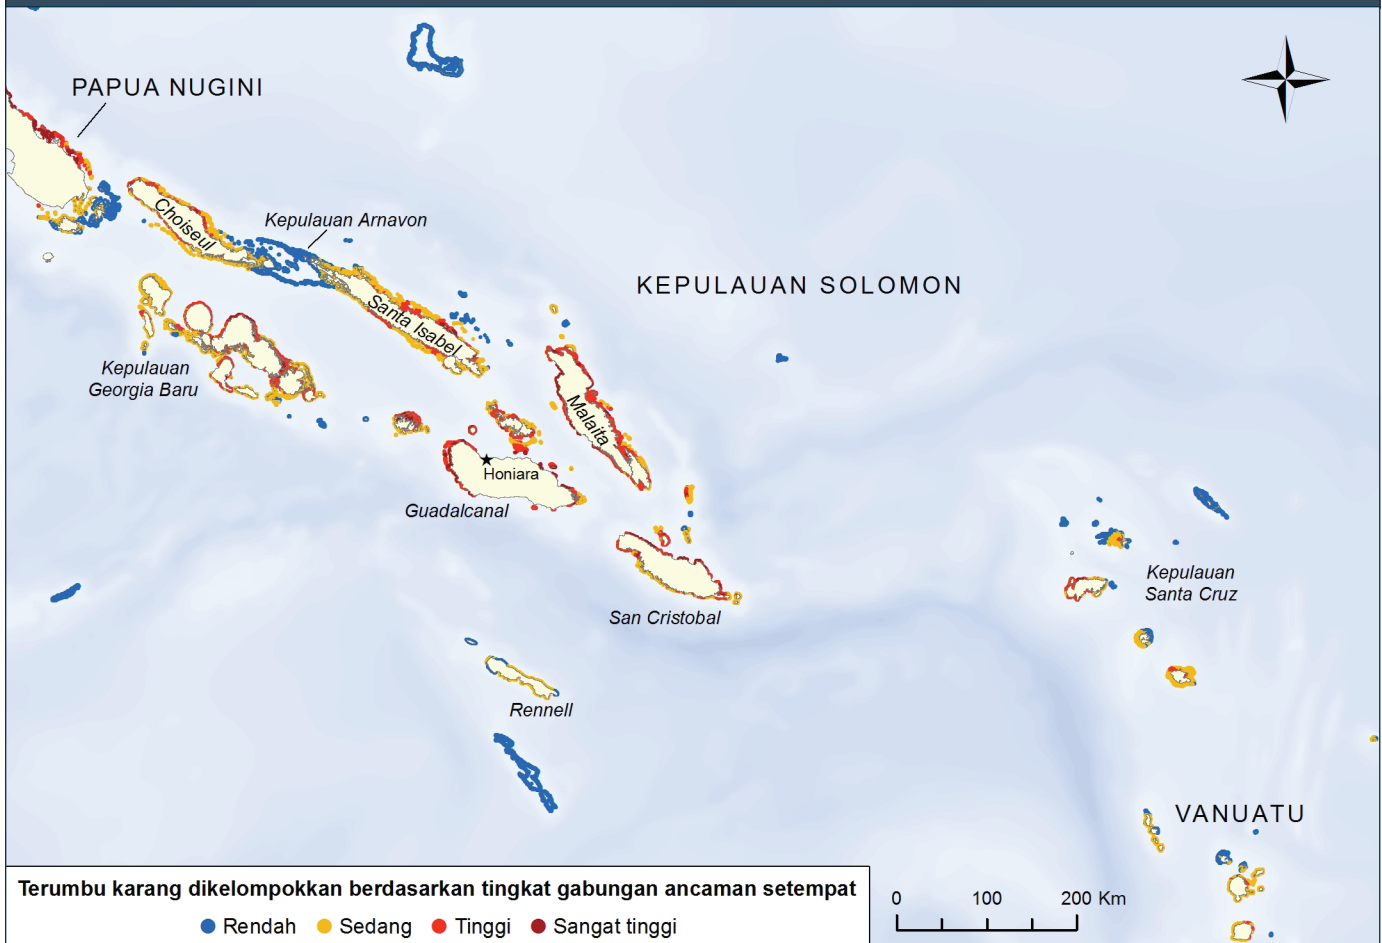 PAPUA NUGINI
Choiseul
Kepulauan Arnavon
KEPULAUAN SOLOMON
Santa Isabel
Kepulauan
Georgia Baru
Malaita
Honiara
Guadalcanal
Kepulauan
Santa Cruz
San Cristobal
Rennell
VANUATU
Terumbu karang dikelompokkan berdasarkan tingkat gabungan ancaman setempat
Rendah Sedang Tinggi Sangat tinggi
0 100 200 Km